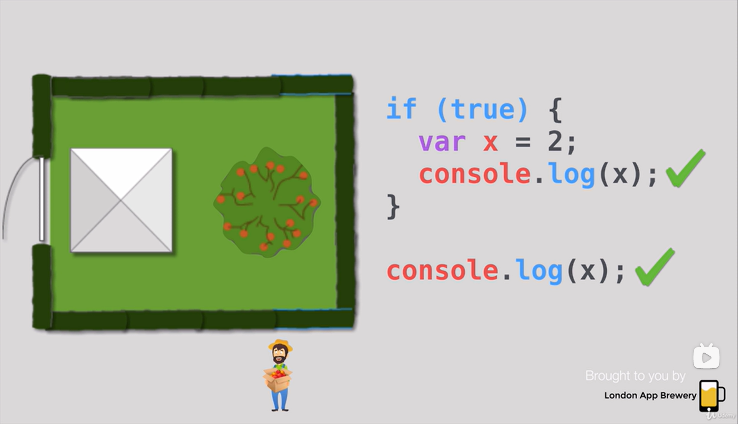 if (true) {
var x = 2;
console.log(x);
}
console.log(x);
Brought to you by
London App Brewery